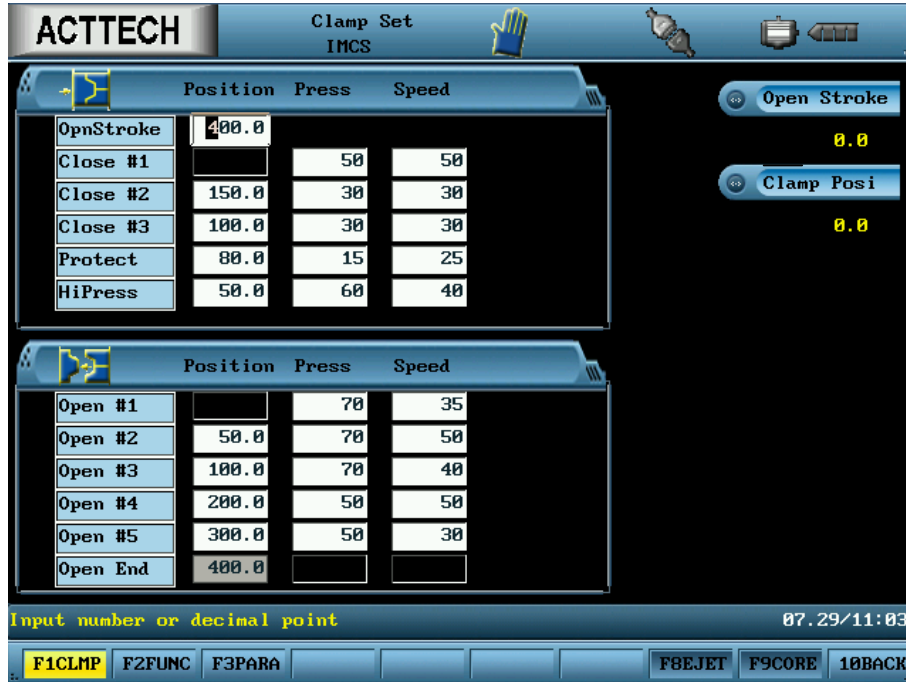 ACTTECH Clamp Set
IMCS
Position Press Speed
OpnStroke 400.0
Close #1 50 50
Close #2 150.0 30 30
Close #3 100.0 30 30
Protect 80.0 15 25
HiPress 50.0 60 40
Open Stroke
0.0
Clamp Posi
0.0
Position Press Speed
Open #1 70 35
Open #2 50.0 70 50
Open #3 100.0 70 40
Open #4 200.0 50 50
Open #5 300.0 50 30
Open End 400.0
Input number or decimal point 07.29/11:03
F1CLMP F2FUNC F3PARA F8EJET F9CORE 10BACK